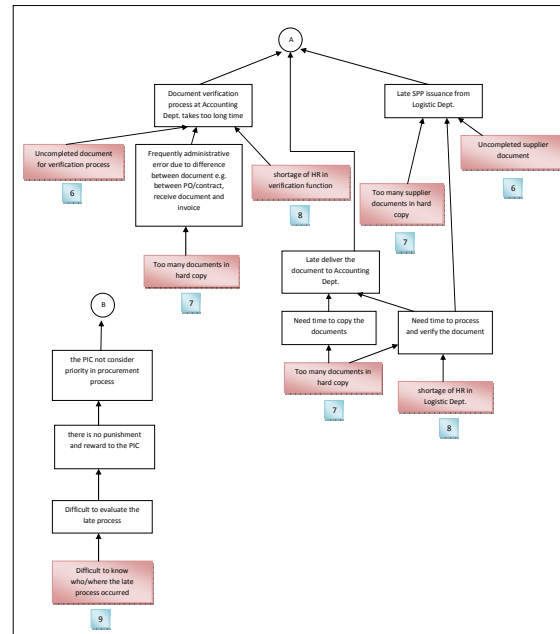 A
Document verification
process at Accounting
Dept. takes too long time
Late SPP issuance from
Logistic Dept.
Uncompleted document
for verification process
6
Frequently administrative
error due to difference
between document e.g.
between PO/contract,
receive document and
invoice
shortage of HR in
verification function
8
Too many supplier
documents in hard
copy
7
Uncompleted supplier
document
6
Too many documents in
hard copy
7
Late deliver the
document to Accounting
Dept.
B
Need time to copy the
documents
Need time to process
and verify the document
the PIC not consider
priority in procurement
process
Too many documents in
hard copy
7
shortage of HR in
Logistic Dept.
8
there is no punishment
and reward to the PIC
Difficult to evaluate the
late process
Difficult to know
who/where the late
process occurred
9